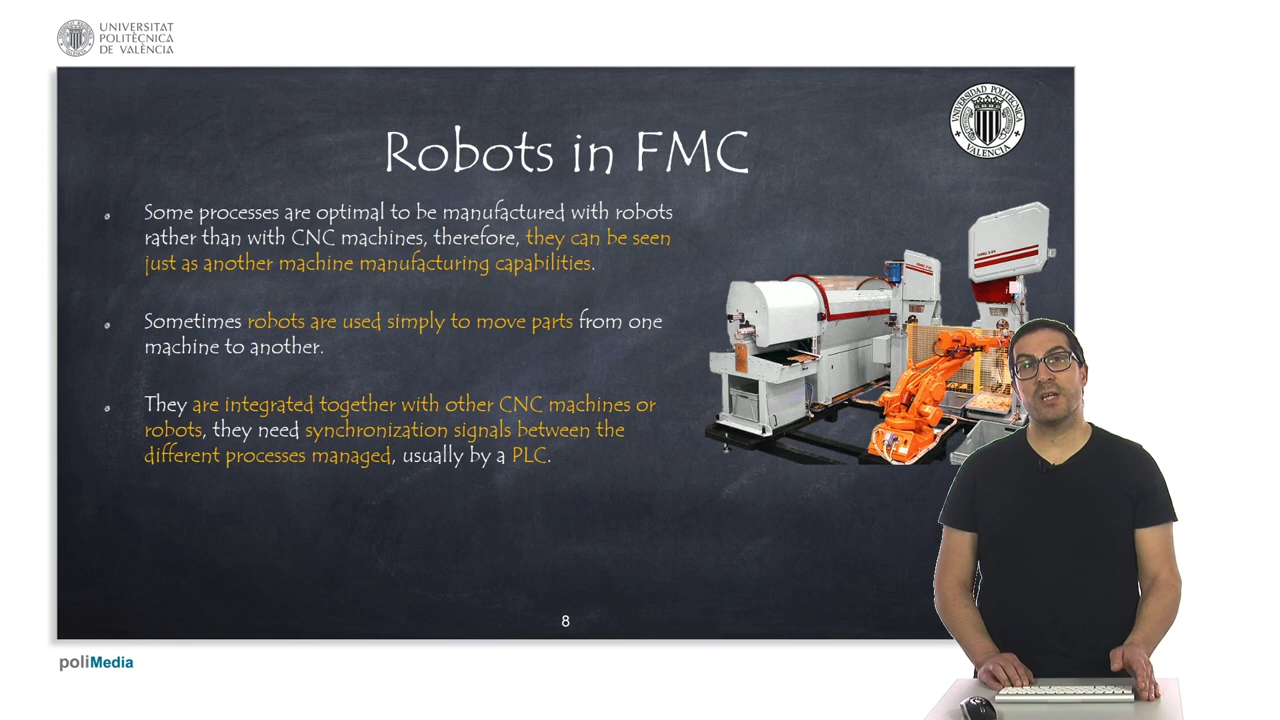 UNIVERSITAT
POLITÈCNICA
DE VALÈNCIA
UNIVERSIDAD POLITECNICA
VALENCIA
Robots in FMC
Some processes are optimal to be manufactured with robots
rather than with CNC machines, therefore, they can be seen
just as another machine manufacturing capabilities.
Sometimes robots are used simply to move parts from one
machine to another.
They are integrated together with other CNC machines or
robots, they need synchronization signals between the
different processes managed, usually by a PLC.
8
poliMedia